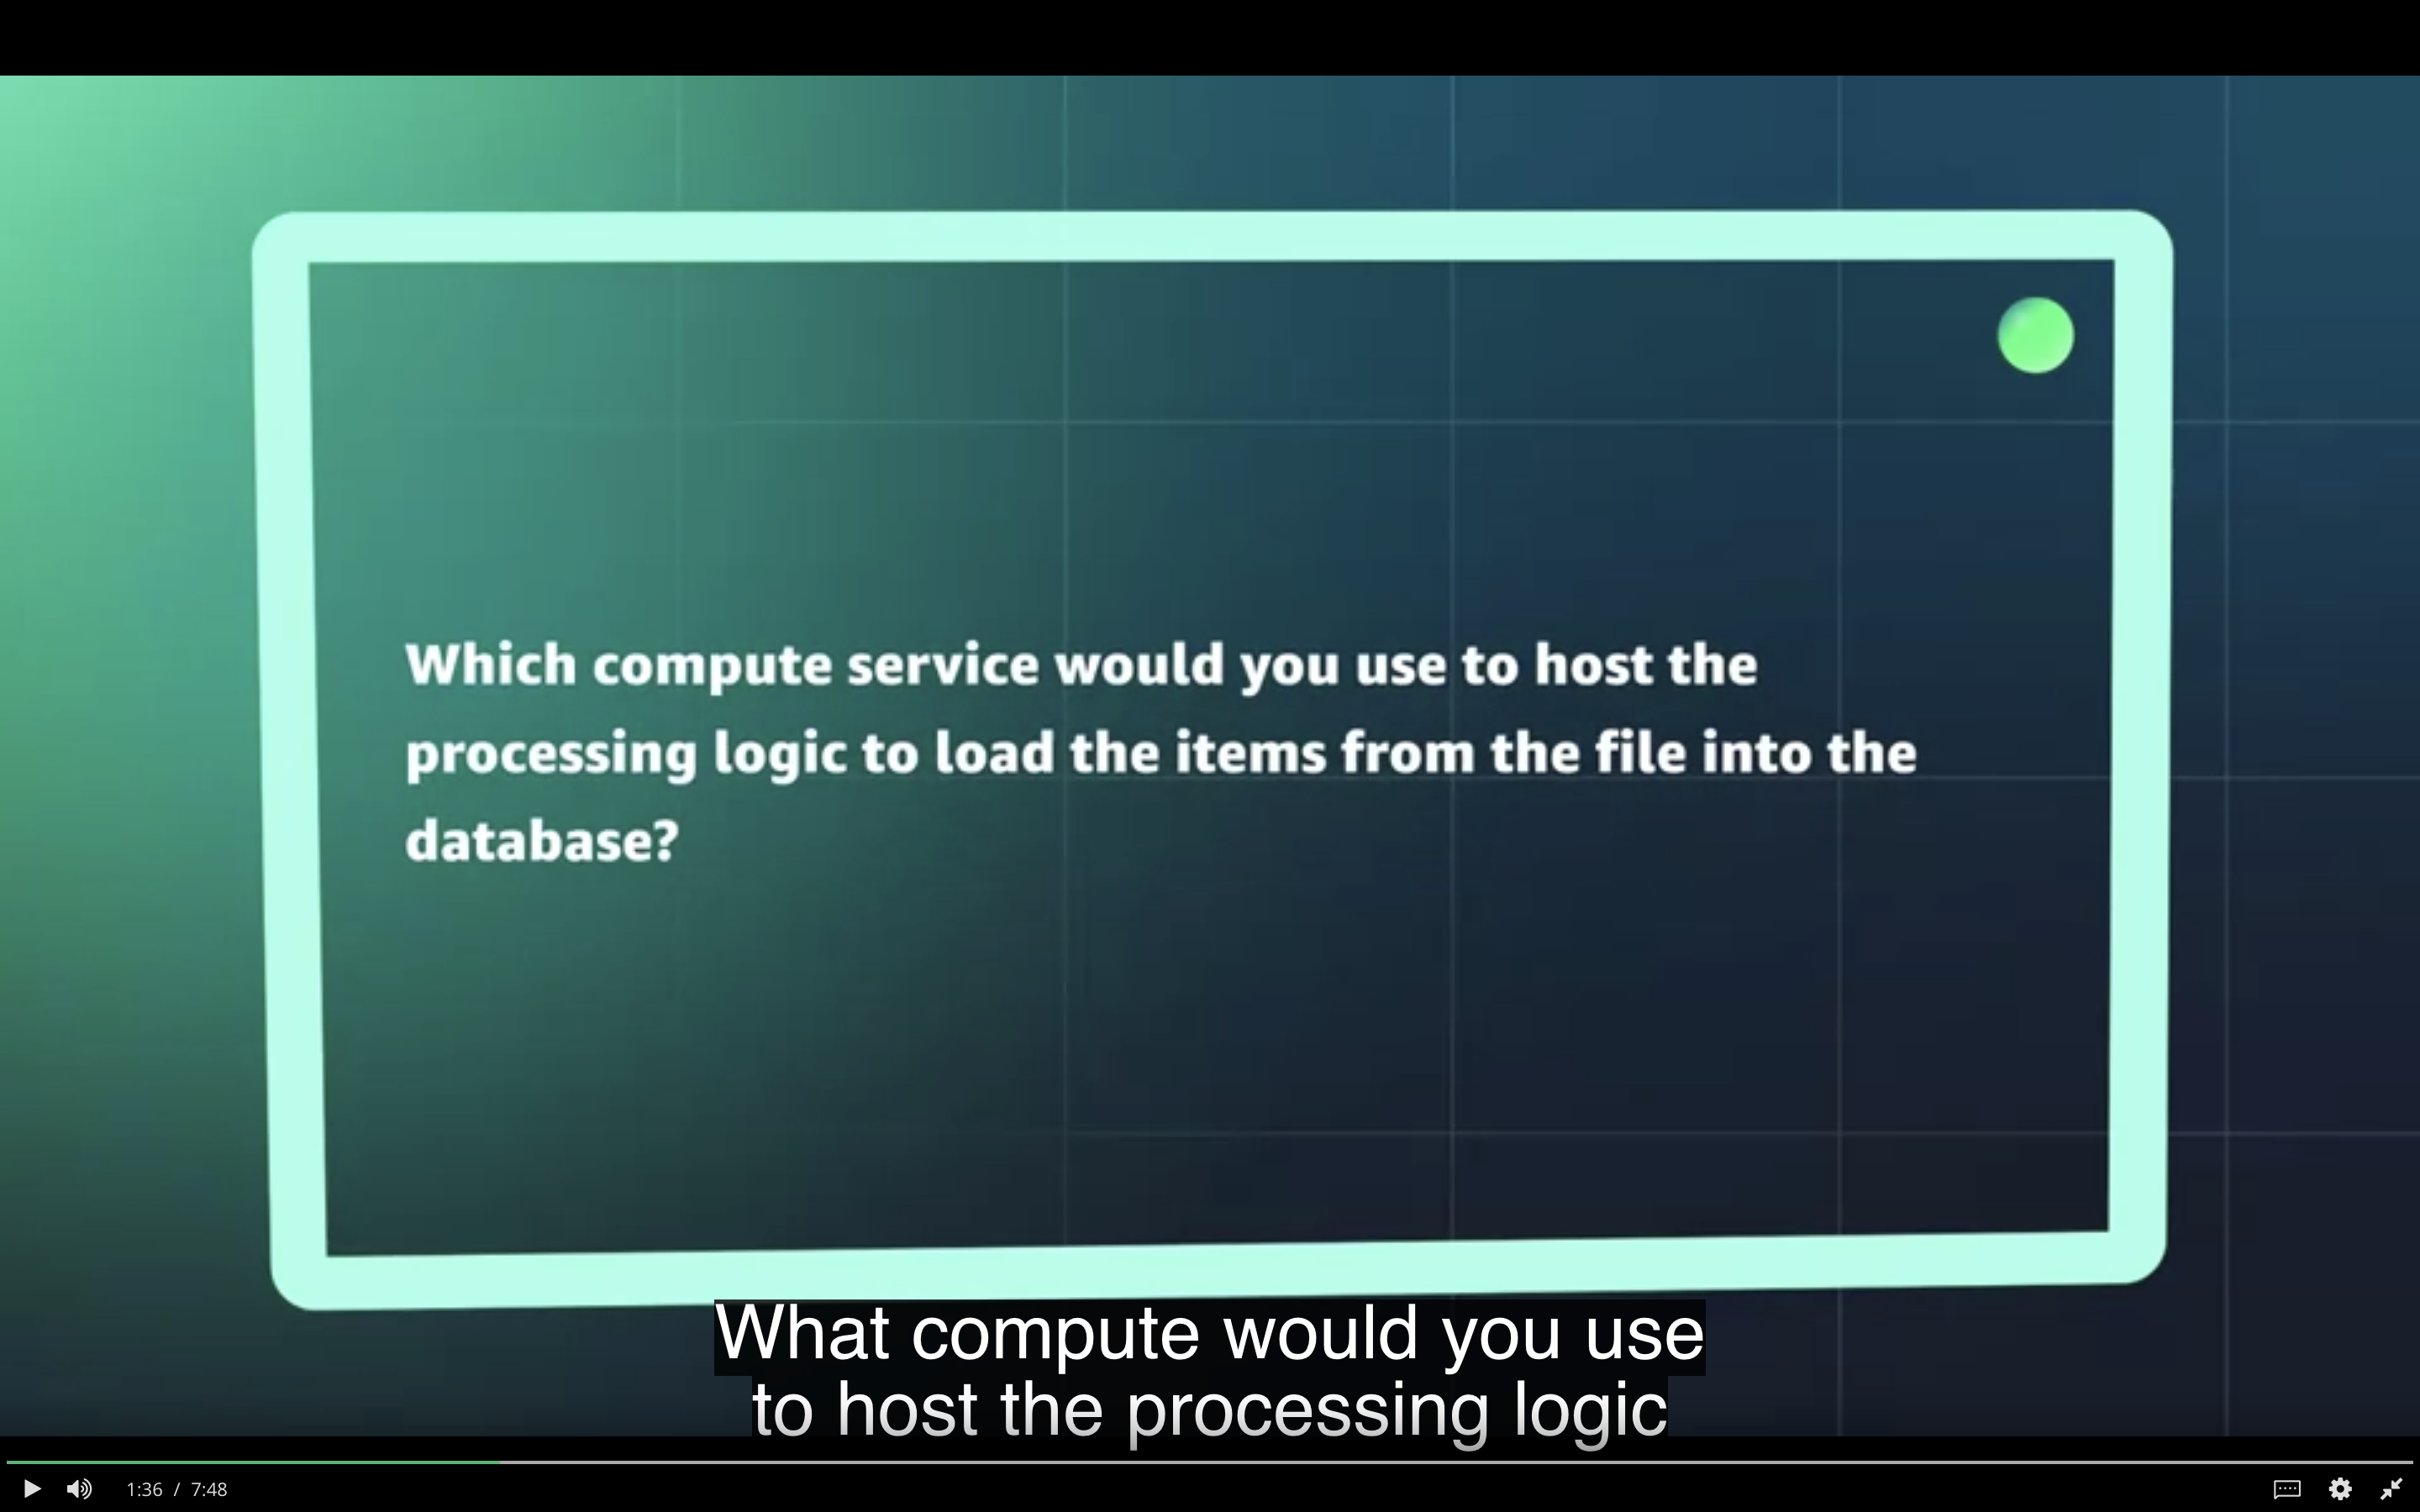 Which compute service would you use to host the
processing logic to load the items from the file into the
database?
What compute would you use
to host the processing logic
1:36 / 7:48